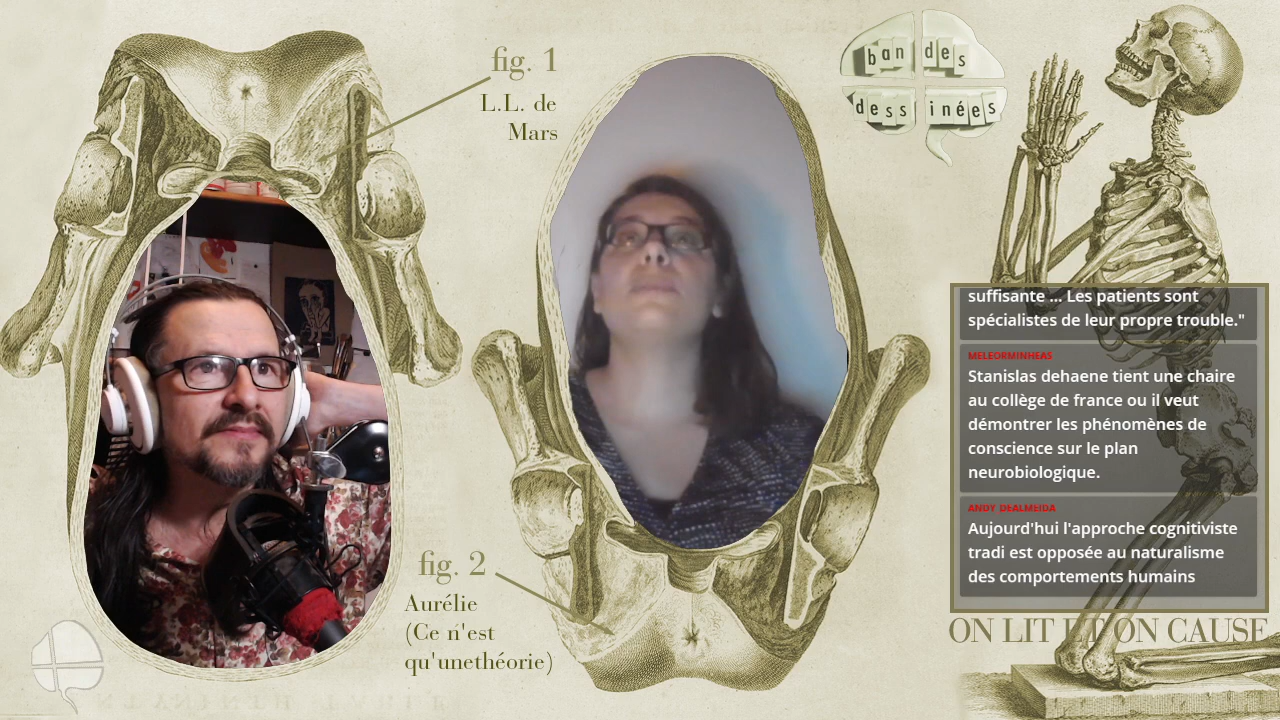 fig. 1
L.L. de
Mars
fig. 2
Aurélie
(Ce n'est
qu'unethéorie)
ban des
dess inées
suffisante ... Les patients sont
spécialistes de leur propre trouble."
MELEORMINHEAS
Stanislas dehaene tient une chaire
au collège de france ou il veut
démontrer les phénomènes de
conscience sur le plan
neurobiologique.
ANDY DEALMEIDA
Aujourd'hui l'approche cognitiviste
tradi est opposée au naturalisme
des comportements humains
ON LIT ET ON CAUSE